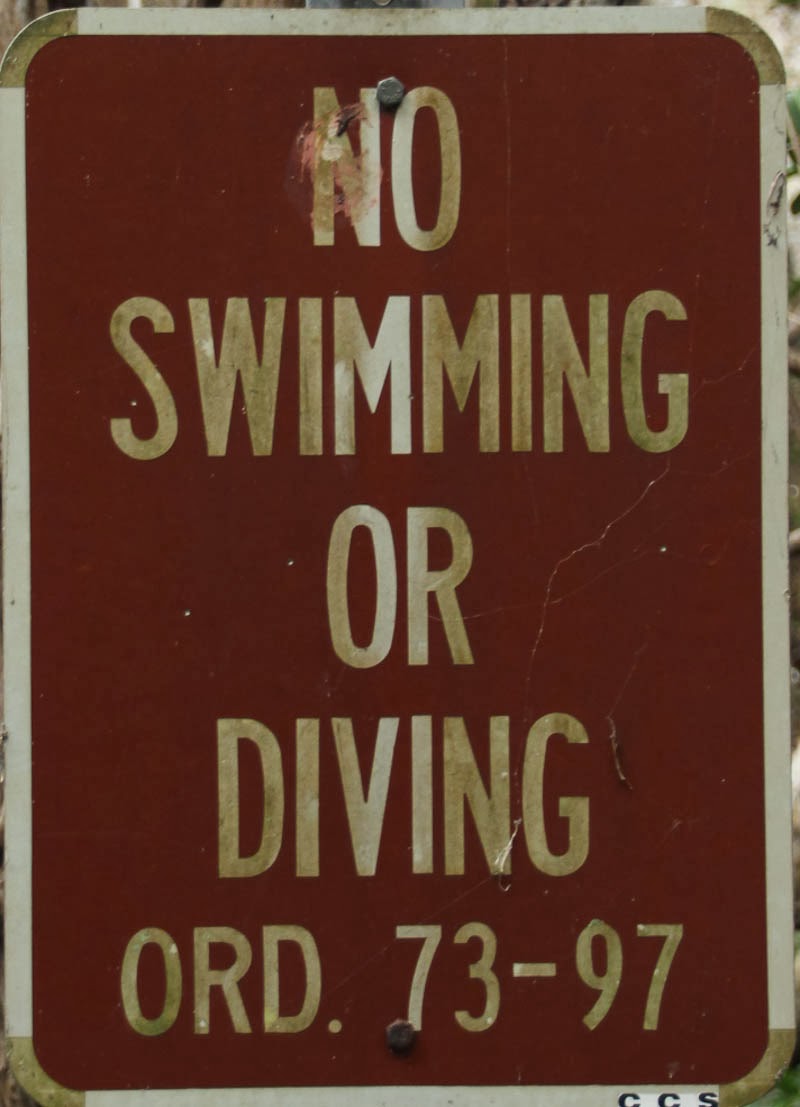 NO
SWIMMING
OR
DIVING
ORD. 73-97
CCS